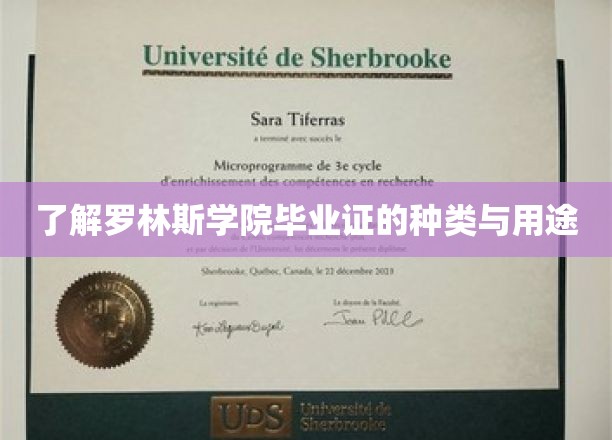 Université de Sherbrooke
Sara Tiferras
a terminé avec succès le
Microprogramme de 3e cycle
d'enrichissement des compétences en recherche
了解罗林斯学院毕业证的种类与用途
Sherbrooke, Québec, Canada, le 22 décembre 2021
La registraire,
Le doyen de la Faculté,
UDS
Université de
Sherbrooke